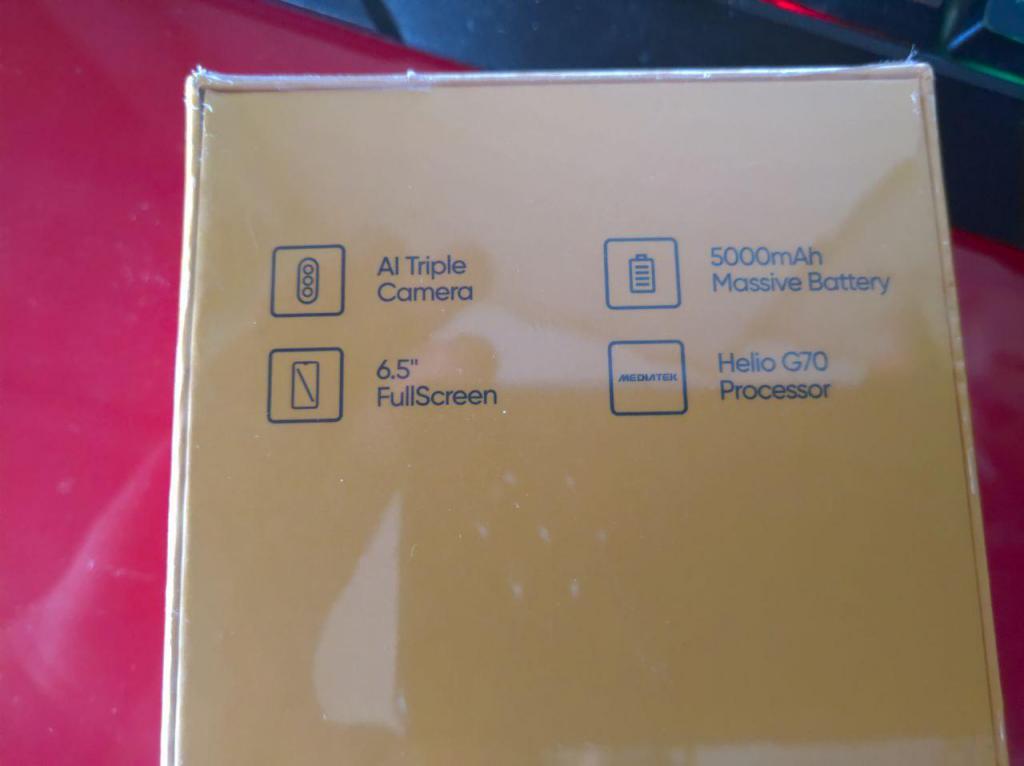 AI Triple
Camera
5000mAh
Massive Battery
6.5"
FullScreen
MEDIATEK
Helio G70
Processor